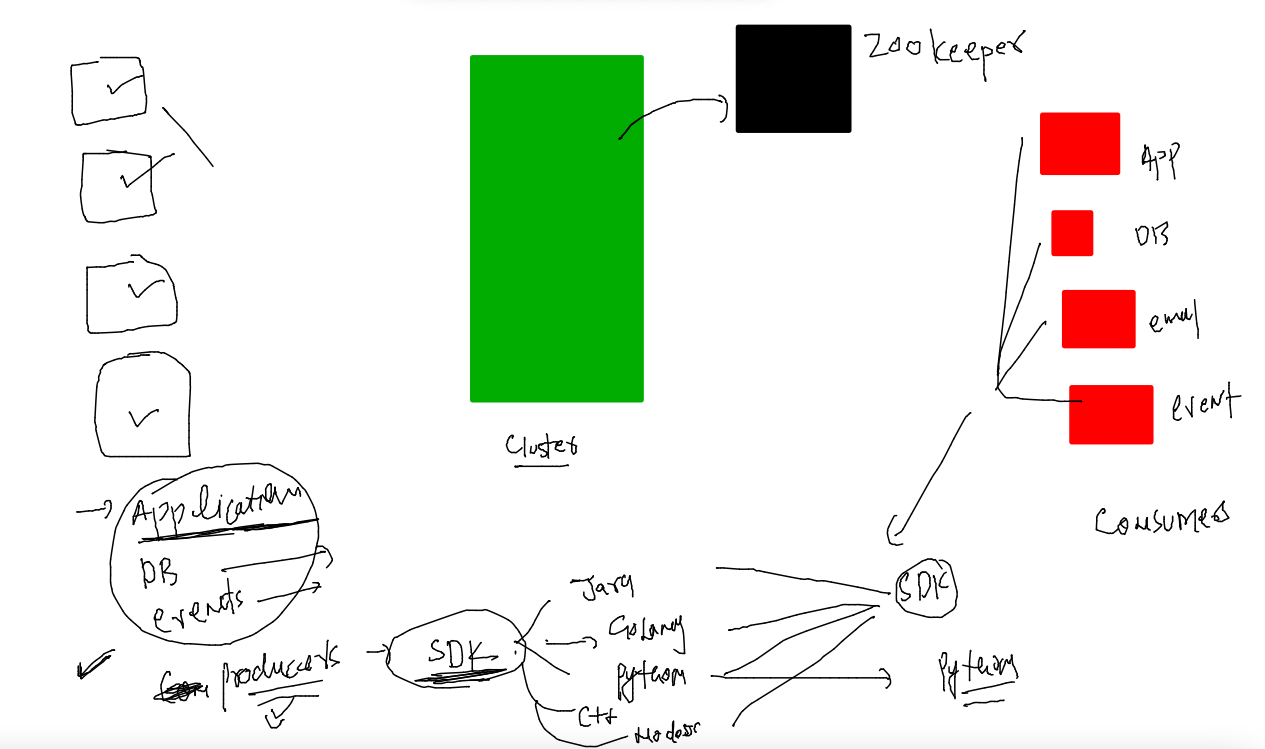 Zookeeper
APP
DB
email
event
Consumers
Cluster
Application
DB
events
producers
SDK
Java
Golang
Python
C++
Nodejs
SDK
Python